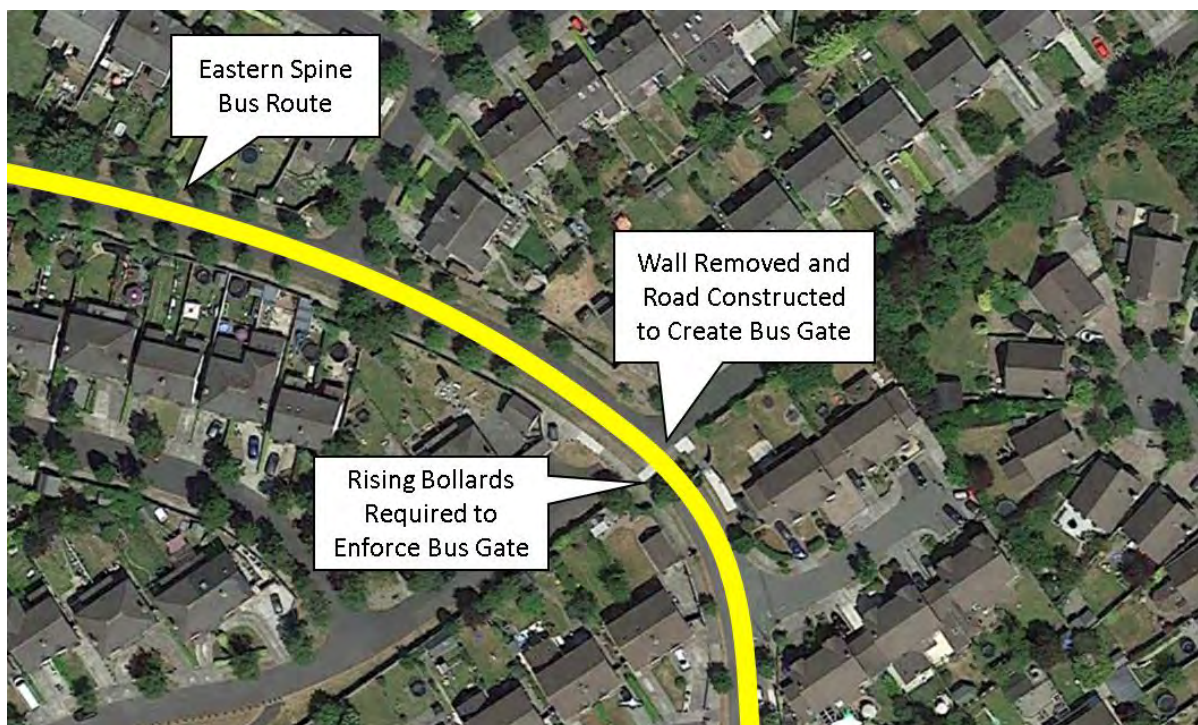 Eastern Spine
Bus Route
Wall Removed and
Road Constructed
to Create Bus Gate
Rising Bollards
Required to
Enforce Bus Gate